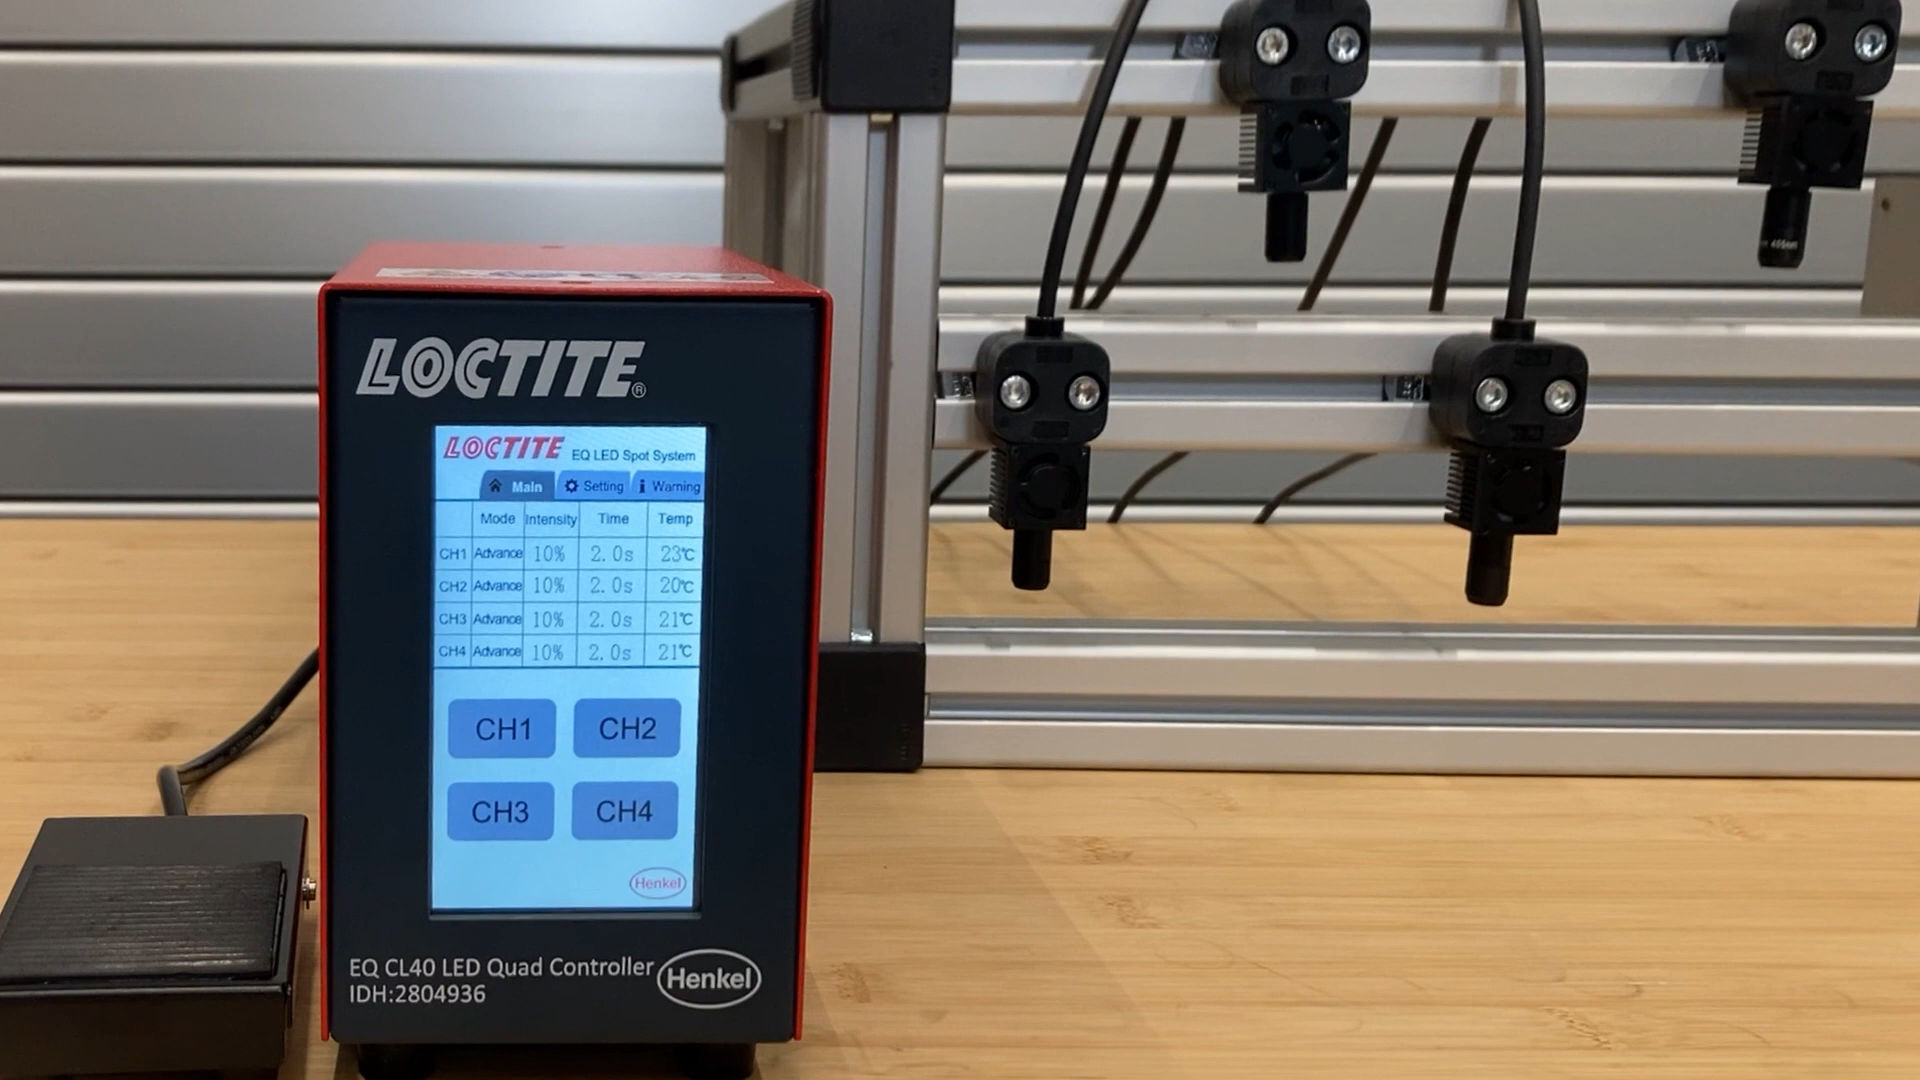 LOCTITE®
LOCTITE EQ LED Spot System
Main Setting Warning
Mode Intensity Time Temp
CH1 Advance 10% 2.0s 23℃
CH2 Advance 10% 2.0s 20℃
CH3 Advance 10% 2.0s 21℃
CH4 Advance 10% 2.0s 21℃
CH1 CH2
CH3 CH4
Henkel
EQ CL40 LED Quad Controller
IDH:2804936
Henkel